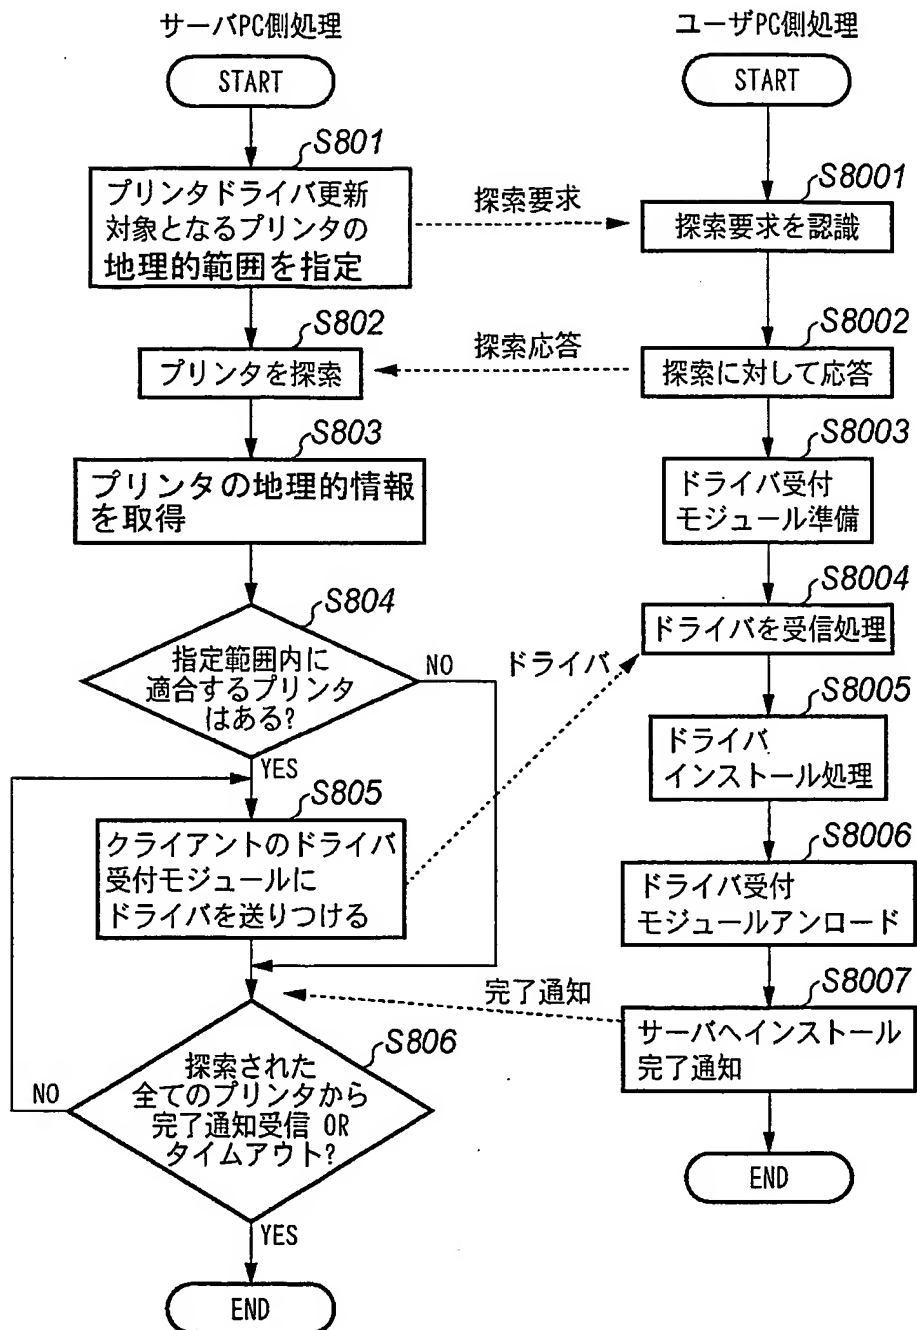 サーバPC側処理
START
S801
プリンタドライバ更新
対象となるプリンタの
地理的範囲を指定
探索要求
S802
プリンタを探索
探索応答
S803
プリンタの地理的情報
を取得
S804
指定範囲内に
適合するプリンタ
はある?
NO
YES
ドライバ
S805
クライアントのドライバ
受付モジュールに
ドライバを送りつける
完了通知
S806
探索された
全てのプリンタから
完了通知受信 OR
タイムアウト?
NO
YES
END
ユーザPC側処理
START
S8001
探索要求を認識
S8002
探索に対して応答
S8003
ドライバ受付
モジュール準備
S8004
ドライバを受信処理
S8005
ドライバ
インストール処理
S8006
ドライバ受付
モジュールアンロード
S8007
サーバへインストール
完了通知
END